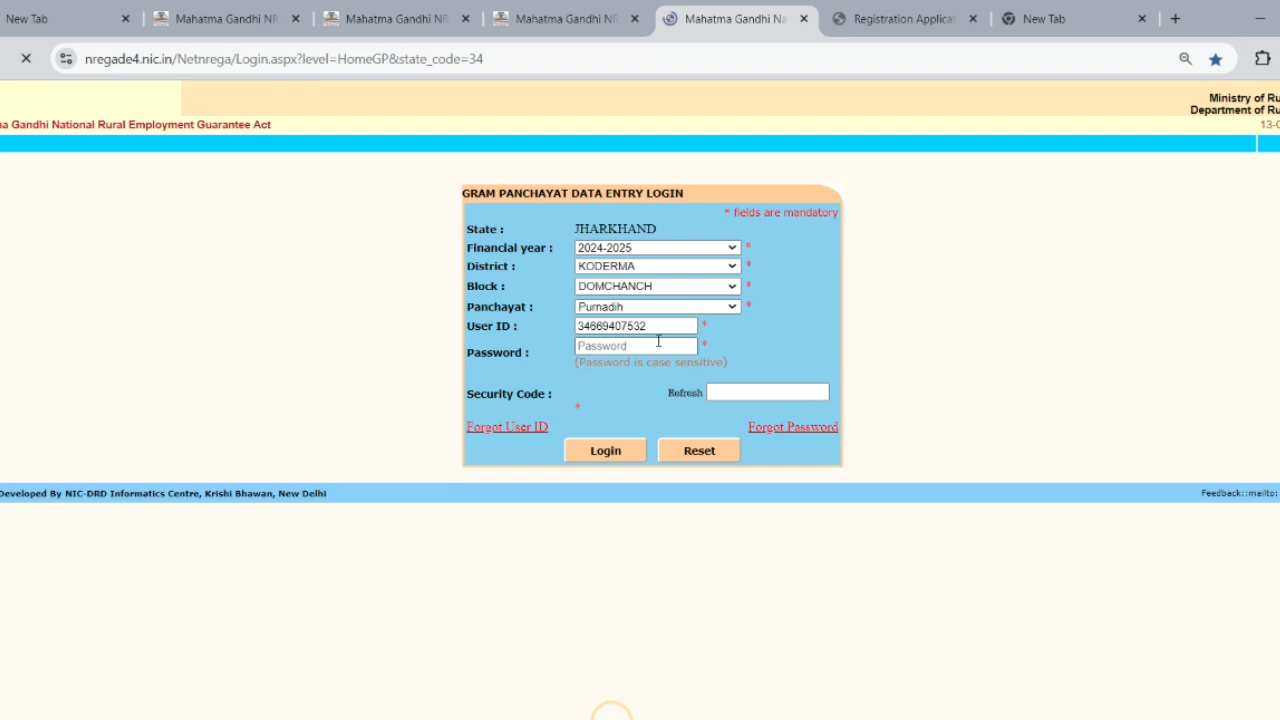 New Tab
Mahatma Gandhi NR
Mahatma Gandhi NR
Mahatma Gandhi NR
Mahatma Gandhi Na
Registration Applicat
New Tab
nregade4.nic.in/Netnrega/Login.aspx?level=HomeGP&state_code=34
Ministry of Ru
Department of Ru
na Gandhi National Rural Employment Guarantee Act
GRAM PANCHAYAT DATA ENTRY LOGIN
* fields are mandatory
State : JHARKHAND
Financial year : 2024-2025 *
District : KODERMA *
Block : DOMCHANCH *
Panchayat : Purnadih *
User ID : 34669407532 *
Password : Password *
(Password is case sensitive)
Security Code : Refresh
*
Forgot User ID Forgot Password
Login Reset
Developed By NIC-DRD Informatics Centre, Krishi Bhawan, New Delhi
Feedback::mailto: